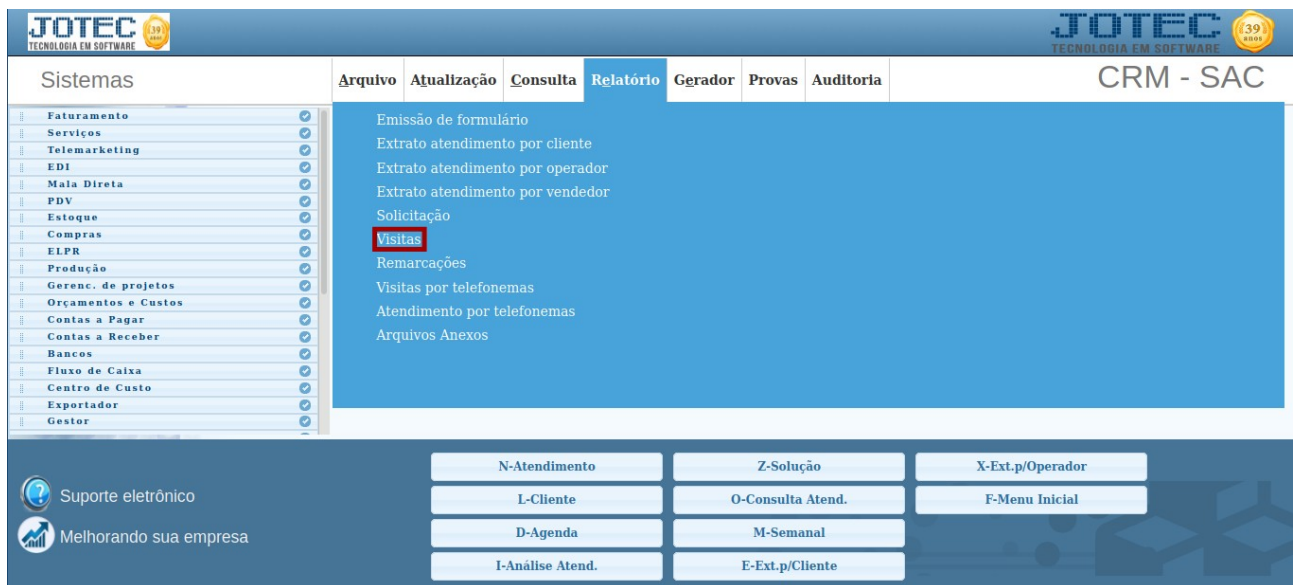 JOTEC
39
ANOS
TECNOLOGIA EM SOFTWARE
JOTEC
39
ANOS
TECNOLOGIA EM SOFTWARE
Sistemas
Arquivo Atualização Consulta Relatório Gerador Provas Auditoria
CRM - SAC
Faturamento
Serviços
Telemarketing
EDI
Mala Direta
PDV
Estoque
Compras
ELPR
Produção
Gerenc. de projetos
Orçamentos e Custos
Contas a Pagar
Contas a Receber
Bancos
Fluxo de Caixa
Centro de Custo
Exportador
Gestor
Emissão de formulário
Extrato atendimento por cliente
Extrato atendimento por operador
Extrato atendimento por vendedor
Solicitação
Visitas
Remarcações
Visitas por telefonemas
Atendimento por telefonemas
Arquivos Anexos
Suporte eletrônico
Melhorando sua empresa
N-Atendimento Z-Solução X-Ext.p/Operador
L-Cliente O-Consulta Atend. F-Menu Inicial
D-Agenda M-Semanal
I-Análise Atend. E-Ext.p/Cliente